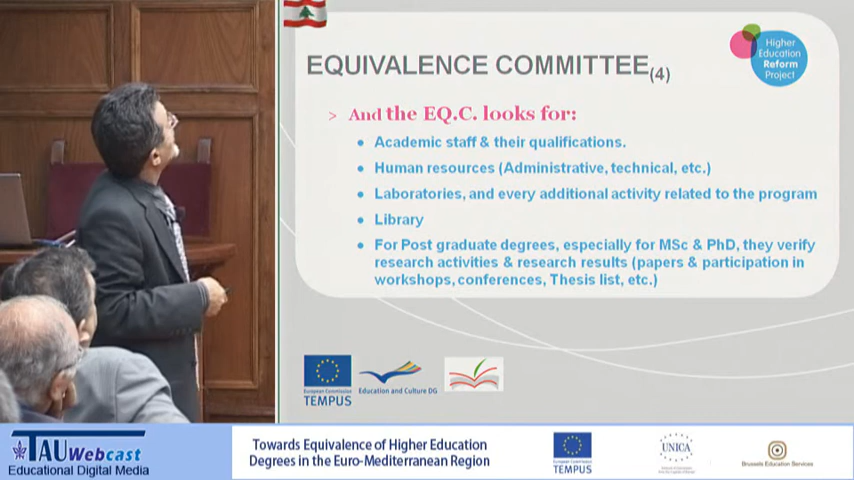 EQUIVALENCE COMMITTEE(4)
Higher
Education
Reform
Project
> And the EQ.C. looks for:
• Academic staff & their qualifications.
• Human resources (Administrative, technical, etc.)
• Laboratories, and every additional activity related to the program
• Library
• For Post graduate degrees, especially for MSc & PhD, they verify
research activities & research results (papers & participation in
workshops, conferences, Thesis list, etc.)
European Commission
TEMPUS
Education and Culture DG
TAU Webcast
Educational Digital Media
Towards Equivalence of Higher Education
Degrees in the Euro-Mediterranean Region
European Commission
TEMPUS
UNICA
Brussels Education Services